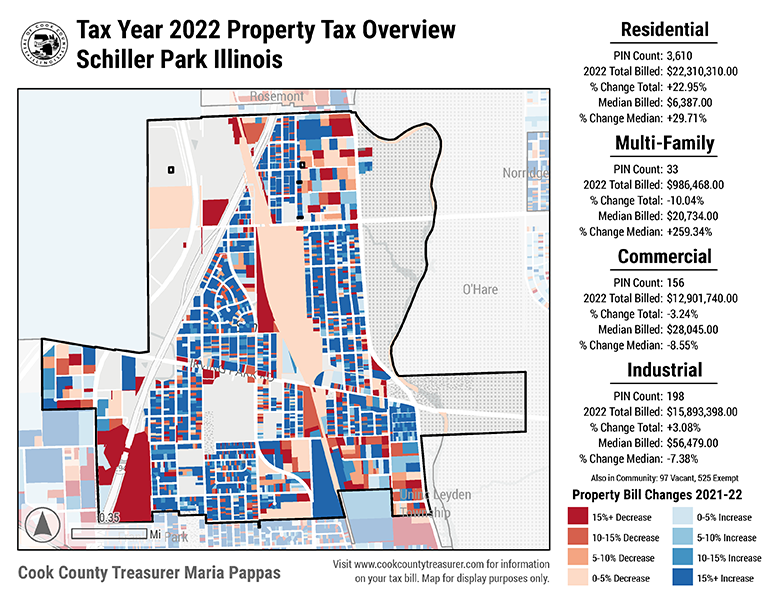 Tax Year 2022 Property Tax Overview
Schiller Park Illinois
Rosemont
Norridge
O'Hare
IRVING PARK RD
Uninc Leyden
Township
Park
0.35
Mi
Residential
PIN Count: 3,610
2022 Total Billed: $22,310,310.00
% Change Total: +22.95%
Median Billed: $6,387.00
% Change Median: +29.71%
Multi-Family
PIN Count: 33
2022 Total Billed: $986,468.00
% Change Total: -10.04%
Median Billed: $20,734.00
% Change Median: +259.34%
Commercial
PIN Count: 156
2022 Total Billed: $12,901,740.00
% Change Total: -3.24%
Median Billed: $28,045.00
% Change Median: -8.55%
Industrial
PIN Count: 198
2022 Total Billed: $15,893,398.00
% Change Total: +3.08%
Median Billed: $56,479.00
% Change Median: -7.38%
Also in Community: 97 Vacant, 525 Exempt
Property Bill Changes 2021-22
15%+ Decrease
10-15% Decrease
5-10% Decrease
0-5% Decrease
0-5% Increase
5-10% Increase
10-15% Increase
15%+ Increase
Cook County Treasurer Maria Pappas
Visit www.cookcountytreasurer.com for information
on your tax bill. Map for display purposes only.